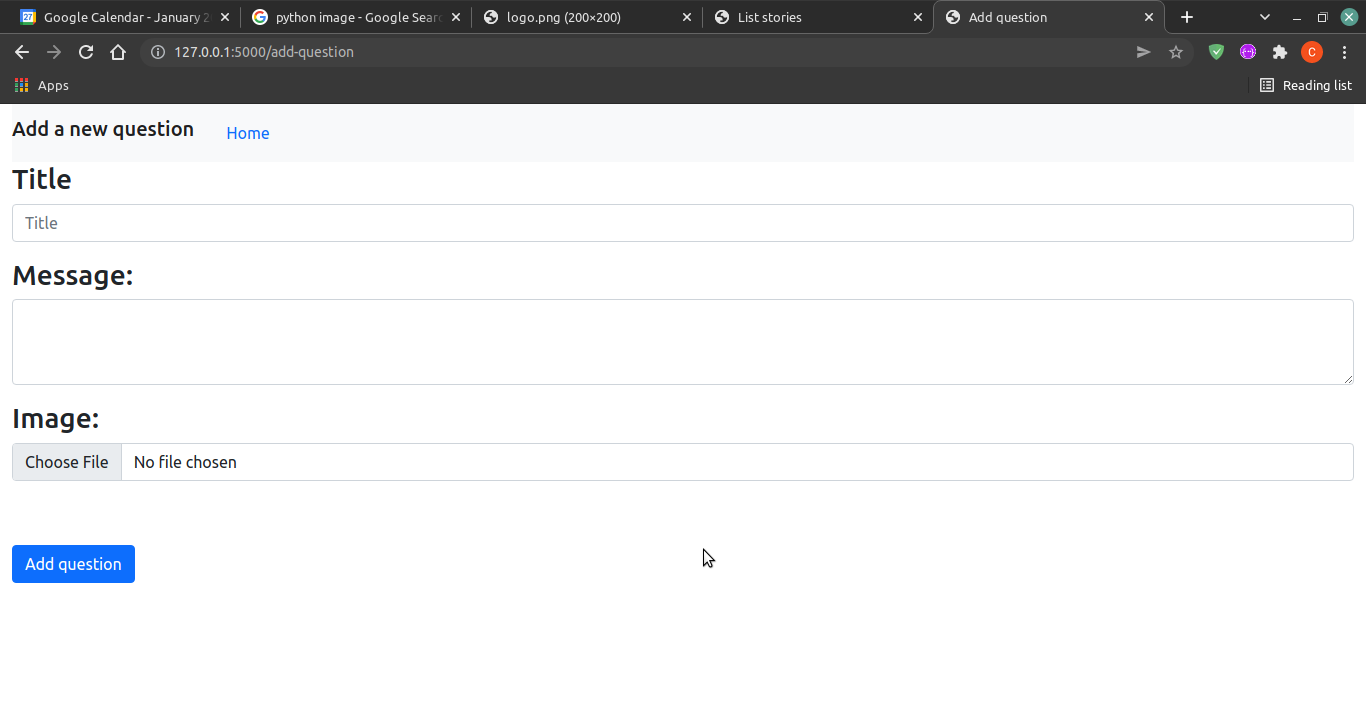 27 Google Calendar - January 2
python image - Google Sear
logo.png (200×200)
List stories
Add question
127.0.0.1:5000/add-question
C
Apps
Reading list
Add a new question Home
Title
Title
Message:
Image:
Choose File No file chosen
Add question